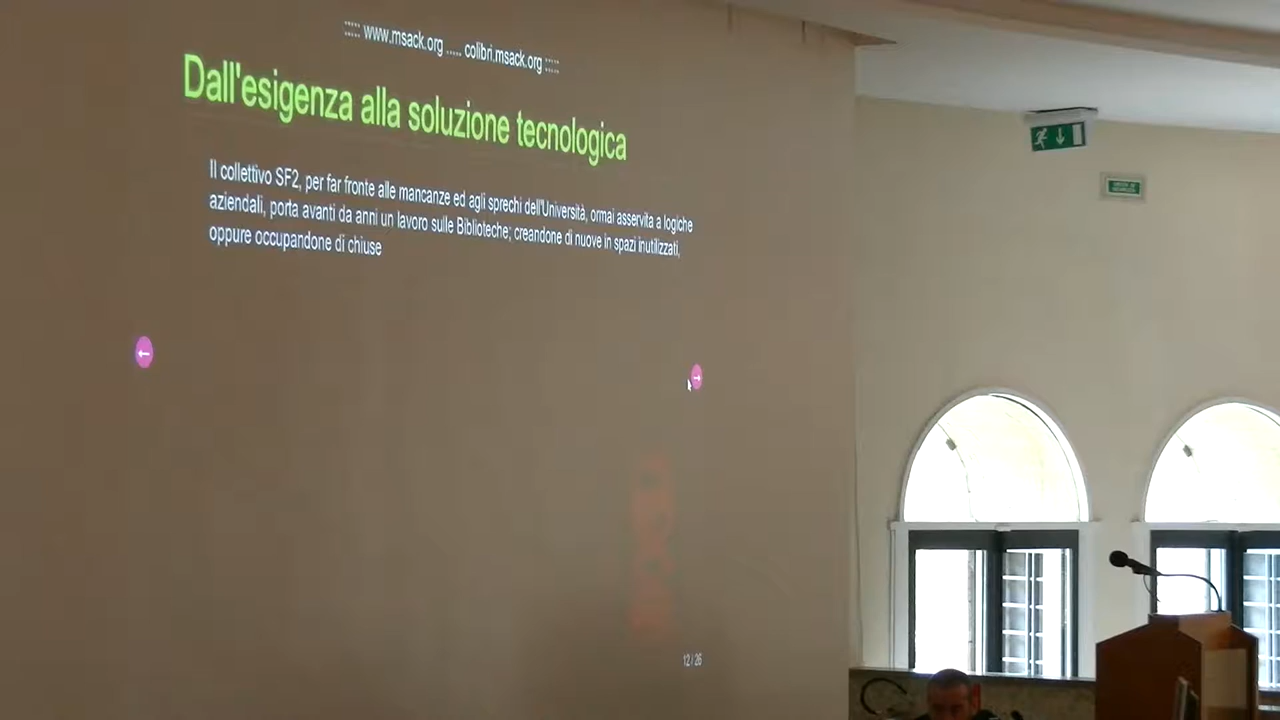 ::::: www.msack.org ..... colibri.msack.org :::::
Dall'esigenza alla soluzione tecnologica
Il collettivo SF2, per far fronte alle mancanze ed agli sprechi dell'Università, ormai asservita a logiche
aziendali, porta avanti da anni un lavoro sulle Biblioteche; creandone di nuove in spazi inutilizzati,
oppure occupandone di chiuse
12 / 26